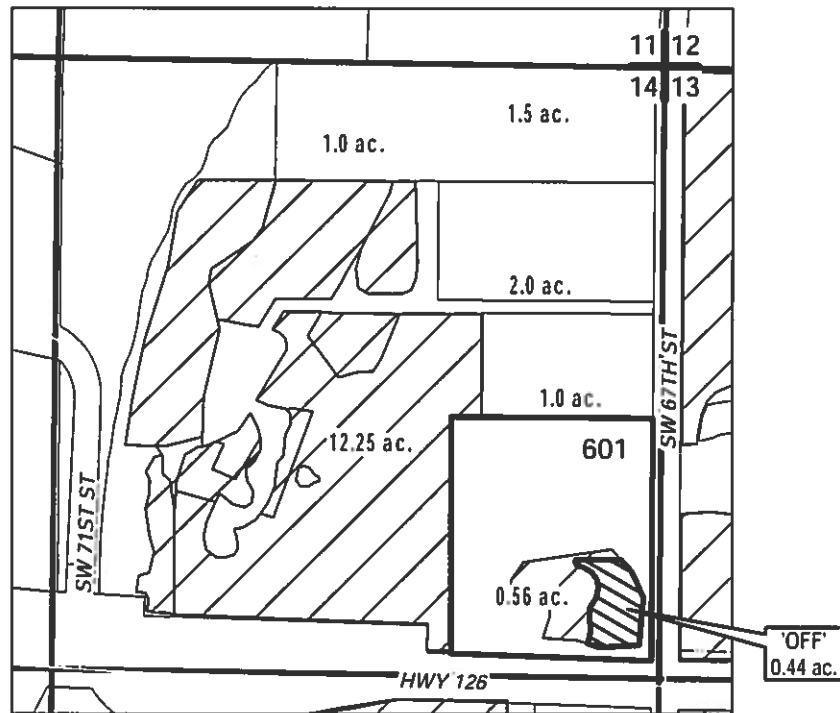 11 12
14 13
1.5 ac.
1.0 ac.
2.0 ac.
1.0 ac.
SW 67TH ST
601
12.25 ac.
SW 71ST ST
0.56 ac.
'OFF'
0.44 ac.
HWY 126